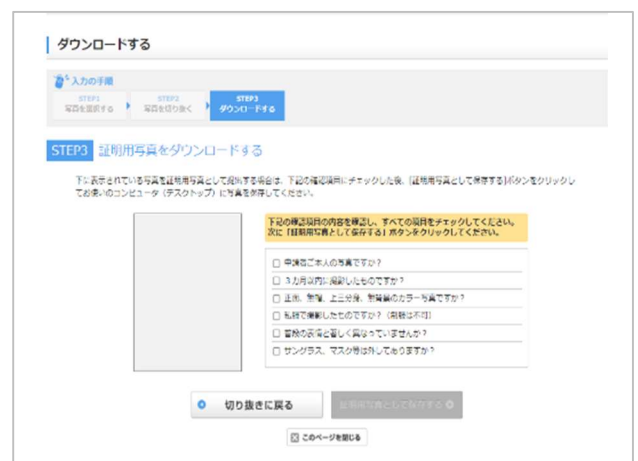 ダウンロードする
入力の手順
STEP1
写真を選択する
STEP2
写真を切り抜く
STEP3
ダウンロードする
STEP3 証明用写真をダウンロードする
下に表示されている写真を証明用写真として提出する場合は、下記の確認項目にチェックした後、[証明用写真として保存する]ボタンをクリックし
てお使いのコンピュータ（デスクトップ）に写真を保存してください。
下記の確認項目の内容を確認し、すべての項目をチェックしてください。
次に「証明用写真として保存する」ボタンをクリックしてください。
申請者ご本人の写真ですか？
3カ月以内に撮影したものですか？
正面、無帽、上三分身、無背景のカラー写真ですか？
私服で撮影したものですか？（制服は不可）
普段の表情と著しく異なっていませんか？
サングラス、マスク等は外してありますか？
切り抜きに戻る
証明用写真として保存する
このページを閉じる